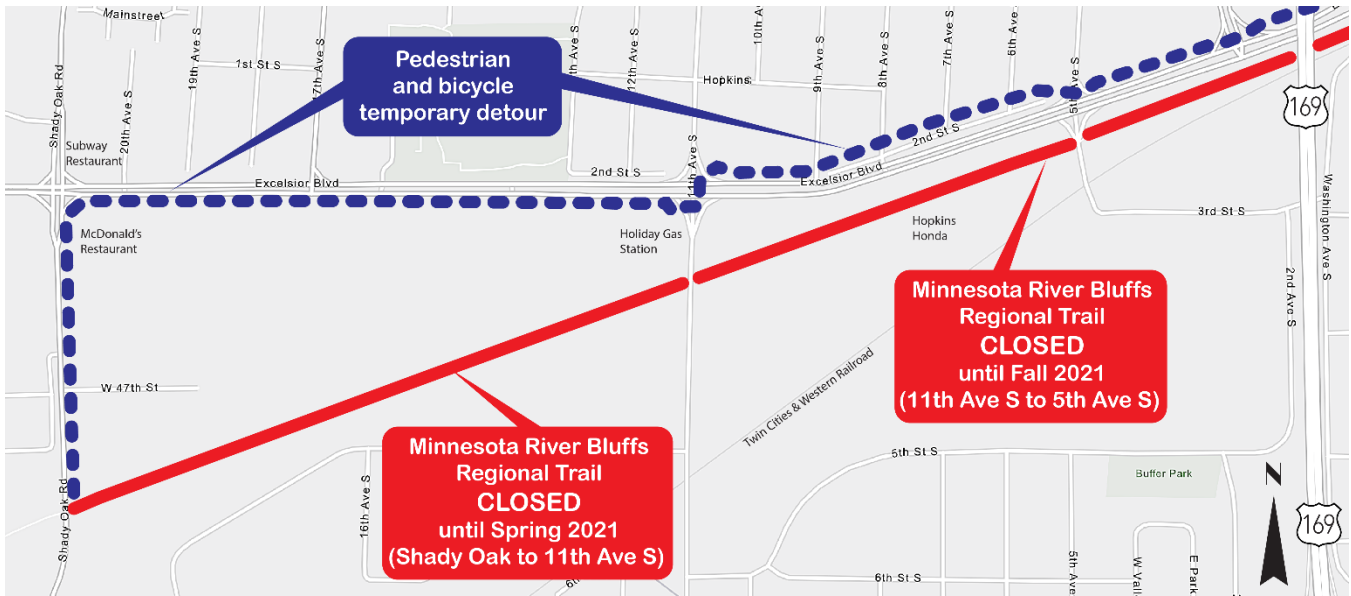 Mainstreet
Shady Oak Rd
19th Ave S
1st St S
20th Ave S
Pedestrian
and bicycle
temporary detour
12th Ave S
10th Ave
Hopkins
9th Ave S
8th Ave S
7th Ave S
6th Ave
5th Ave S
169
Subway
Restaurant
Excelsior Blvd
2nd St S
11th Ave S
Excelsior Blvd
2nd St S
McDonald's
Restaurant
Holiday Gas
Station
Hopkins
Honda
3rd St S
2nd Ave S
Washington Ave S
Minnesota River Bluffs
Regional Trail
CLOSED
until Fall 2021
(11th Ave S to 5th Ave S)
W 47th St
Twin Cities & Western Railroad
Minnesota River Bluffs
Regional Trail
CLOSED
until Spring 2021
(Shady Oak to 11th Ave S)
Shady Oak Rd
16th Ave S
5th St S
Buffer Park
N
169
6th St S
5th Ave
W Valle
E Park